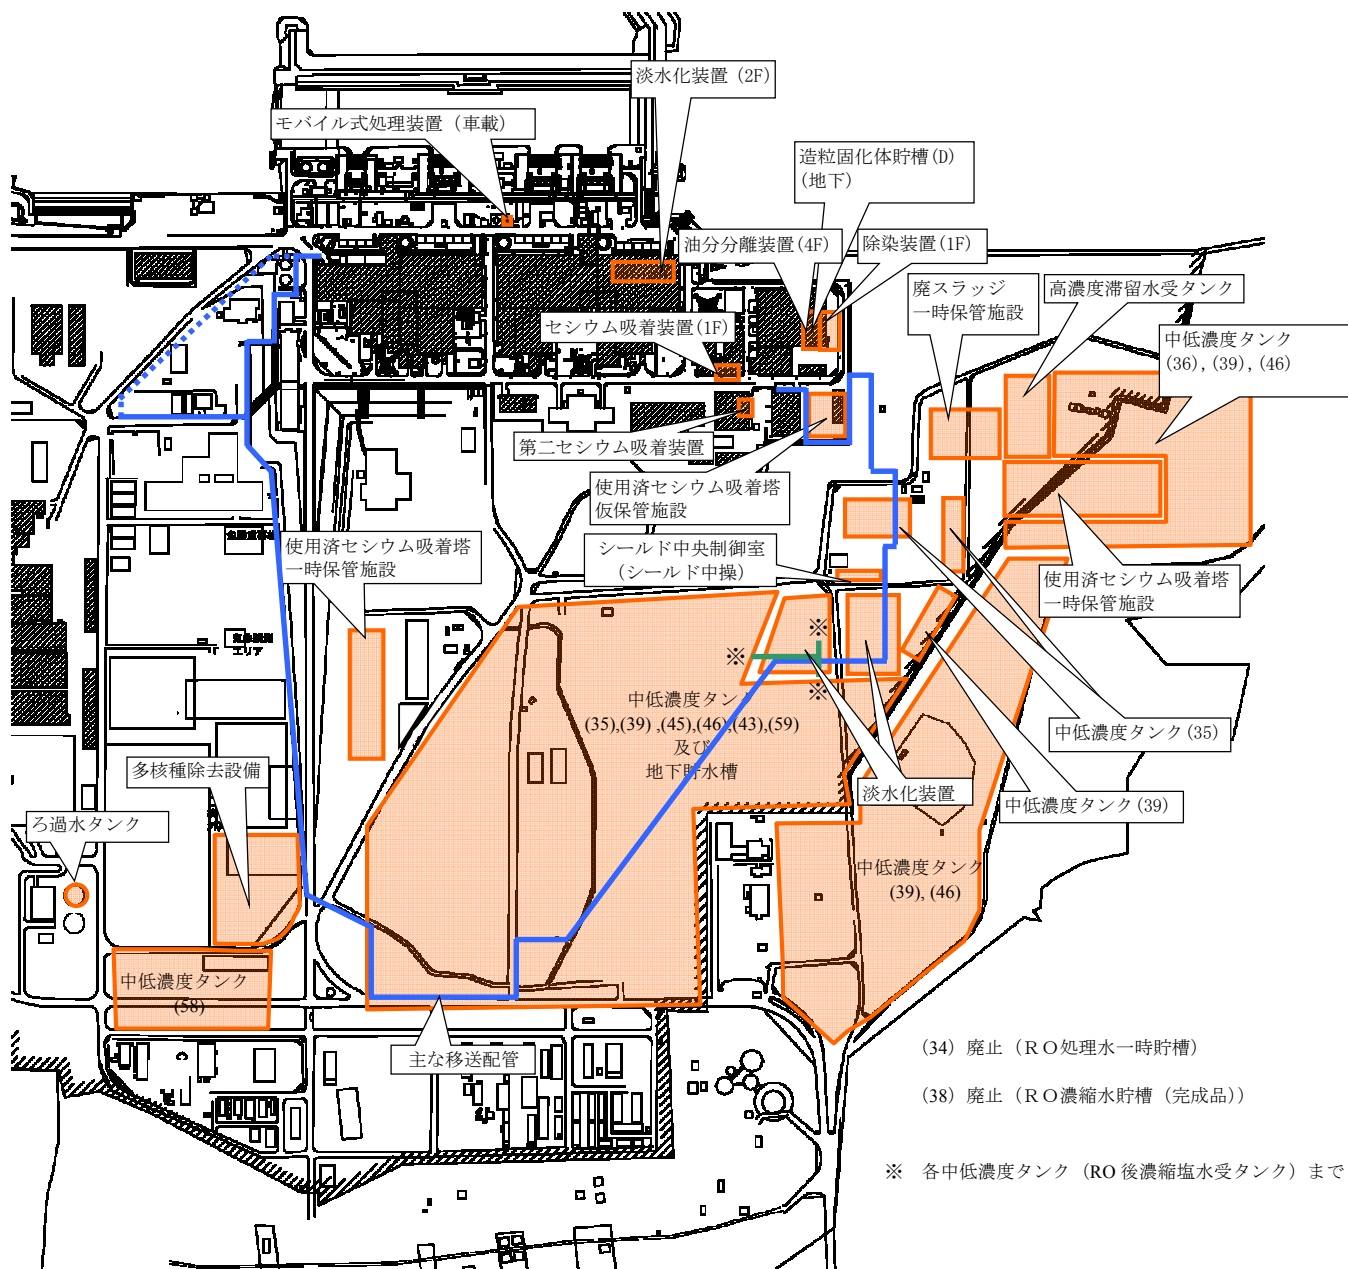 淡水化装置(2F)
モバイル式処理装置（車載）
造粒固化体貯槽(D)
(地下)
油分分離装置(4F)
除染装置(1F)
廃スラッジ
一時保管施設
高濃度滞留水受タンク
セシウム吸着装置(1F)
中低濃度タンク
(36), (39), (46)
第二セシウム吸着装置
使用済セシウム吸着塔
仮保管施設
使用済セシウム吸着塔
一時保管施設
シールド中央制御室
（シールド中操）
使用済セシウム吸着塔
一時保管施設
※
※
※
中低濃度タンク
(35),(39) ,(45),(46),(43),(59)
及び
地下貯水槽
中低濃度タンク(35)
多核種除去設備
淡水化装置
中低濃度タンク(39)
ろ過水タンク
中低濃度タンク
(39), (46)
中低濃度タンク
(58)
主な移送配管
(34) 廃止（ＲＯ処理水一時貯槽）
(38) 廃止（ＲＯ濃縮水貯槽（完成品））
※　各中低濃度タンク（RO 後濃縮塩水受タンク）まで